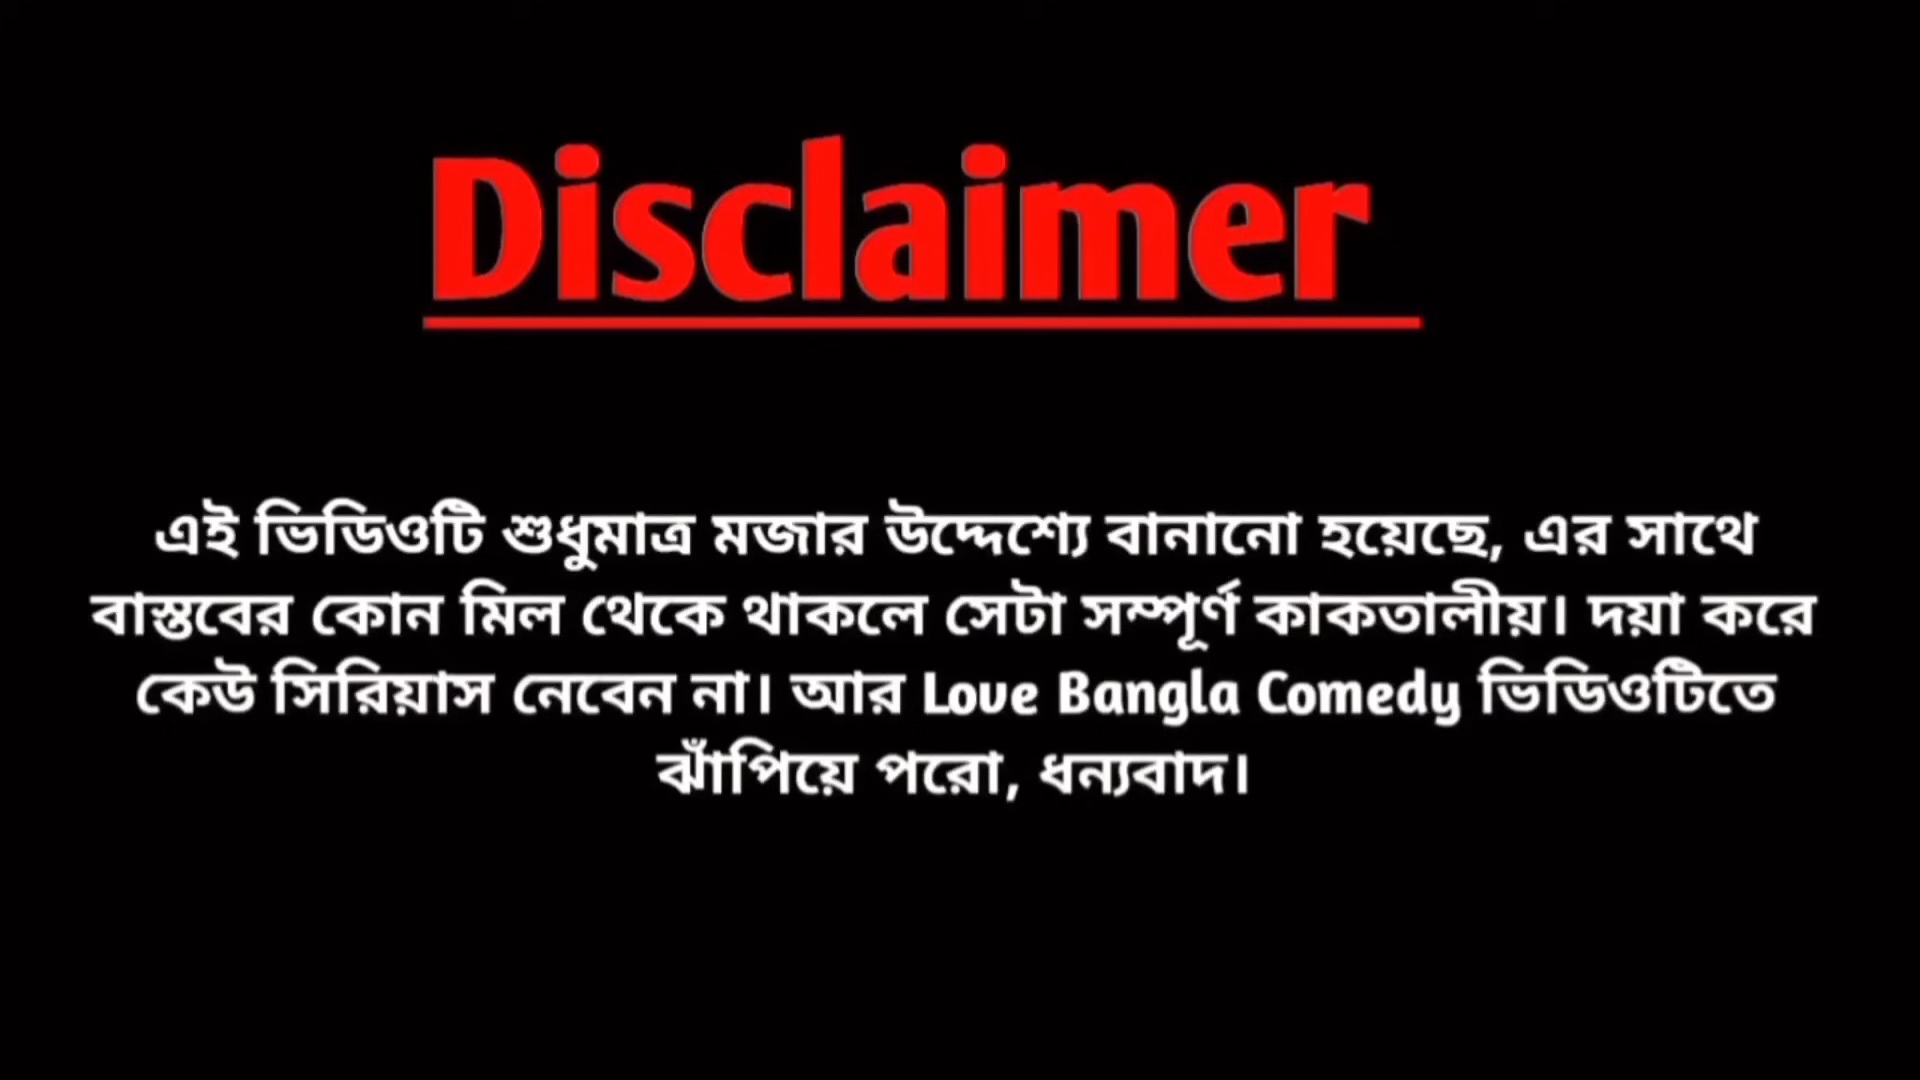 Disclaimer
এই ভিডিওটি শুধুমাত্র মজার উদ্দেশ্যে বানানো হয়েছে, এর সাথে
বাস্তবের কোন মিল থেকে থাকলে সেটা সম্পূর্ণ কাকতালীয়। দয়া করে
কেউ সিরিয়াস নেবেন না। আর Love Bangla Comedy ভিডিওটিতে
ঝাঁপিয়ে পরো, ধন্যবাদ।